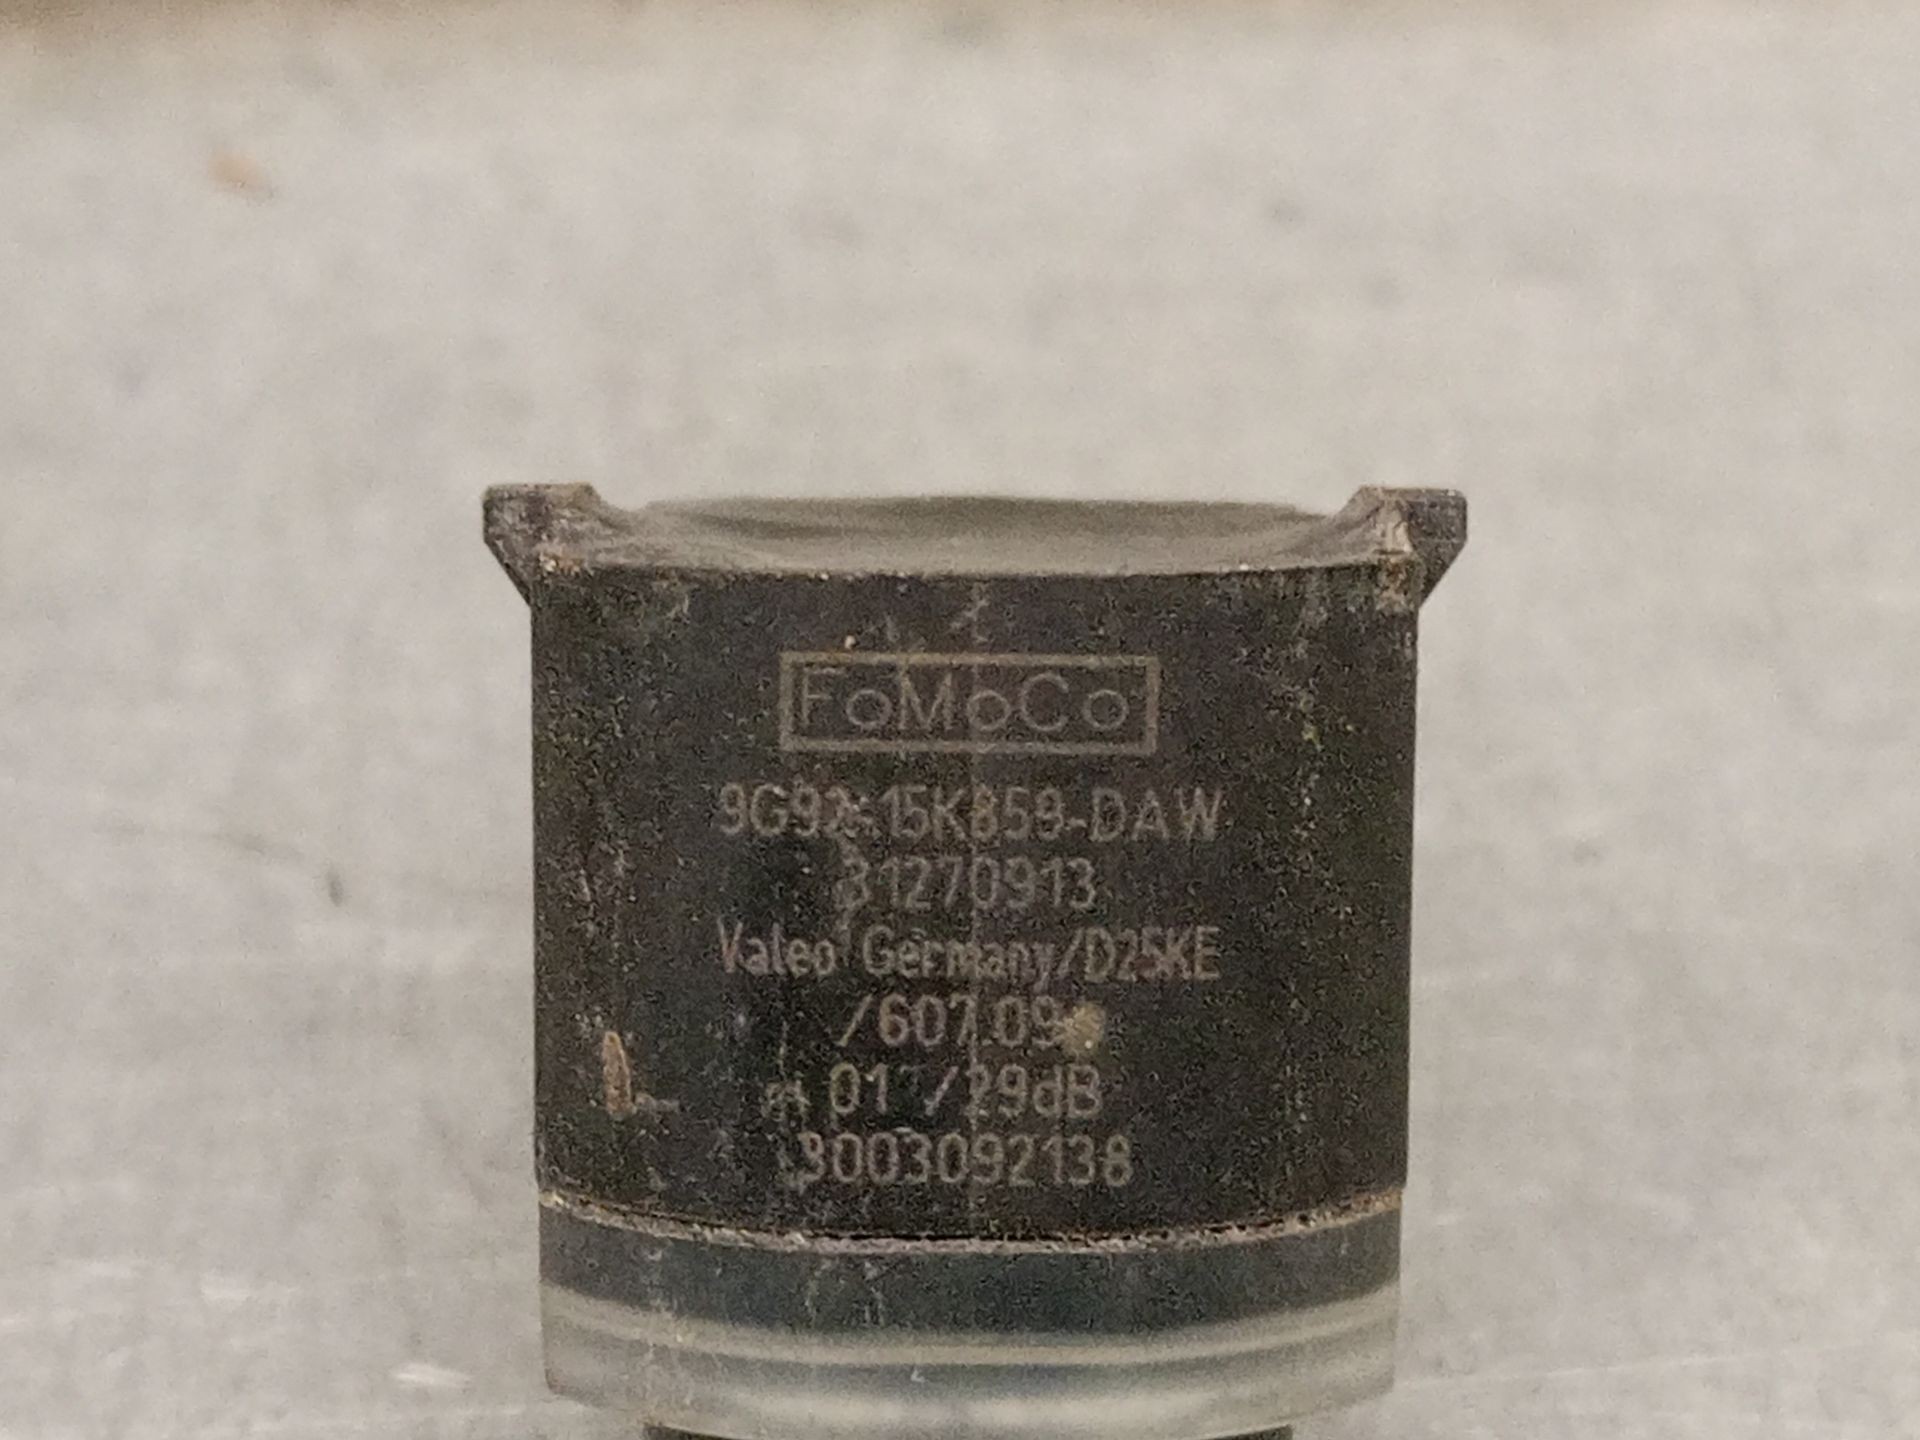 FoMoCo
9G92-15K859-DAW
31270913
Valeo Germany/D25KE
/607.09
01 /29dB
3003092138